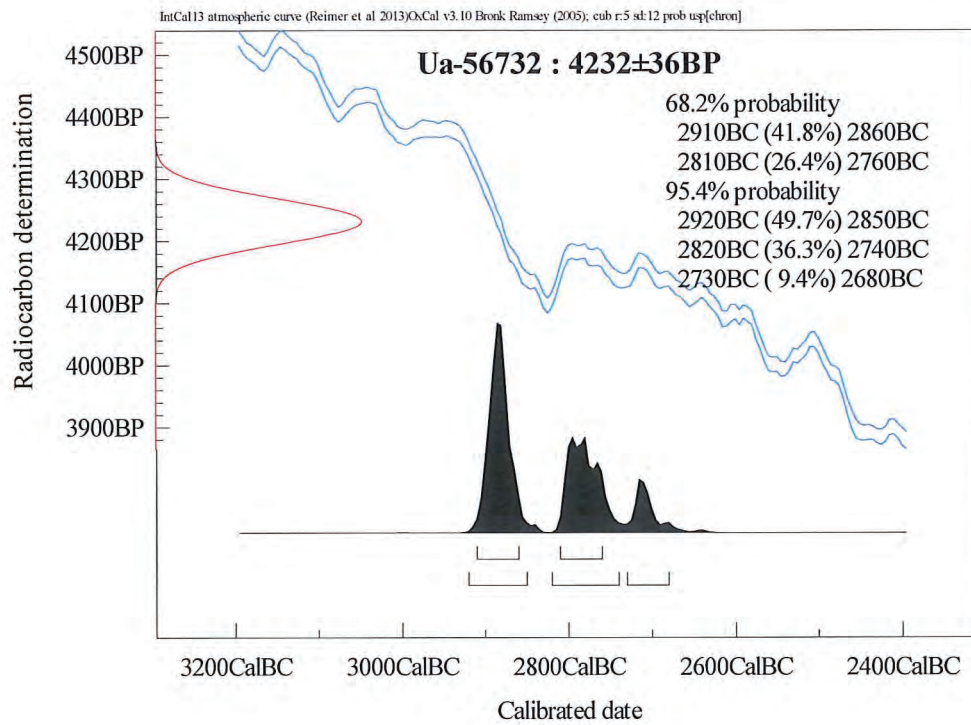 IntCal13 atmospheric curve (Reimer et al 2013)OxCal v3.10 Bronk Ramsey (2005); cub r:5 sd:12 prob usp[chron]
Ua-56732 : 4232±36BP
68.2% probability
2910BC (41.8%) 2860BC
2810BC (26.4%) 2760BC
95.4% probability
2920BC (49.7%) 2850BC
2820BC (36.3%) 2740BC
2730BC ( 9.4%) 2680BC
Radiocarbon determination
4500BP
4400BP
4300BP
4200BP
4100BP
4000BP
3900BP
3200CalBC 3000CalBC 2800CalBC 2600CalBC 2400CalBC
Calibrated date